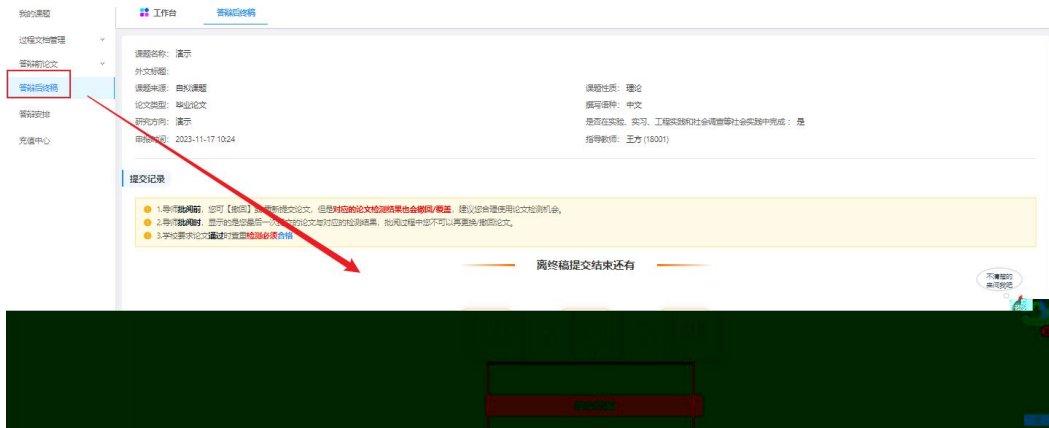 我的课题
工作台
答辩后终稿
过程文档管理
答辩前论文
答辩后终稿
答辩安排
充值中心
课题名称： 演示
外文标题：
课题来源： 自拟课题
课题性质： 理论
论文类型： 毕业论文
撰写语种： 中文
研究方向： 演示
是否在实验、实习、工程实践和社会调查等社会实践中完成 ： 是
申报时间： 2023-11-17 10:24
指导教师： 王方 (18001)
提交记录
1.导师批阅前，您可【撤回】或重新提交论文，但是对应的论文检测结果也会撤回/覆盖，建议您合理使用论文检测机会。
2.导师批阅时，显示的是您最后一次提交的论文与对应的检测结果，批阅过程中您不可以再更换/撤回论文。
3.学校要求论文通过时查重检测必须合格
离终稿提交结束还有
不清楚的
来问我吧